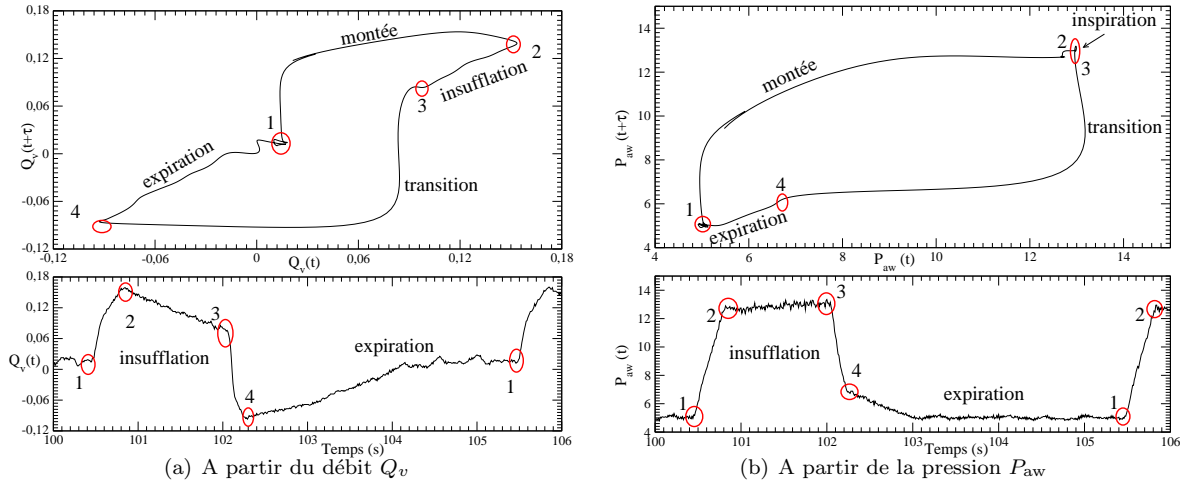 0,18
0,12
0,06
0
-0,06
-0,12
Q_v(t+τ)
-0,12 -0,06 0 0,06 0,12 0,18
Q_v(t)
montée
2
insufflation
3
1
expiration
transition
4
14
12
10
8
6
4
P_aw (t+τ)
4 6 8 10 12 14
P_aw (t)
inspiration
2
3
montée
transition
4
1
expiration
0,18
0,12
0,06
0
-0,06
-0,12
Q_v(t)
2
3
insufflation
expiration
1
4
1
100 101 102 103 104 105 106
Temps (s)
(a) A partir du débit Q_v
14
12
10
8
6
4
P_aw (t)
2
3
2
insufflation
4
expiration
1
1
100 101 102 103 104 105 106
Temps (s)
(b) A partir de la pression P_aw